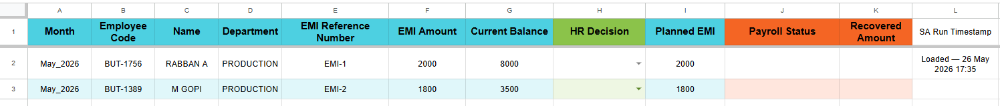 A B C D E F G H I J K L
1 Month Employee Code Name Department EMI Reference Number EMI Amount Current Balance HR Decision Planned EMI Payroll Status Recovered Amount SA Run Timestamp
2 May_2026 BUT-1756 RABBAN A PRODUCTION EMI-1 2000 8000 2000 Loaded — 26 May 2026 17:35
3 May_2026 BUT-1389 M GOPI PRODUCTION EMI-2 1800 3500 1800